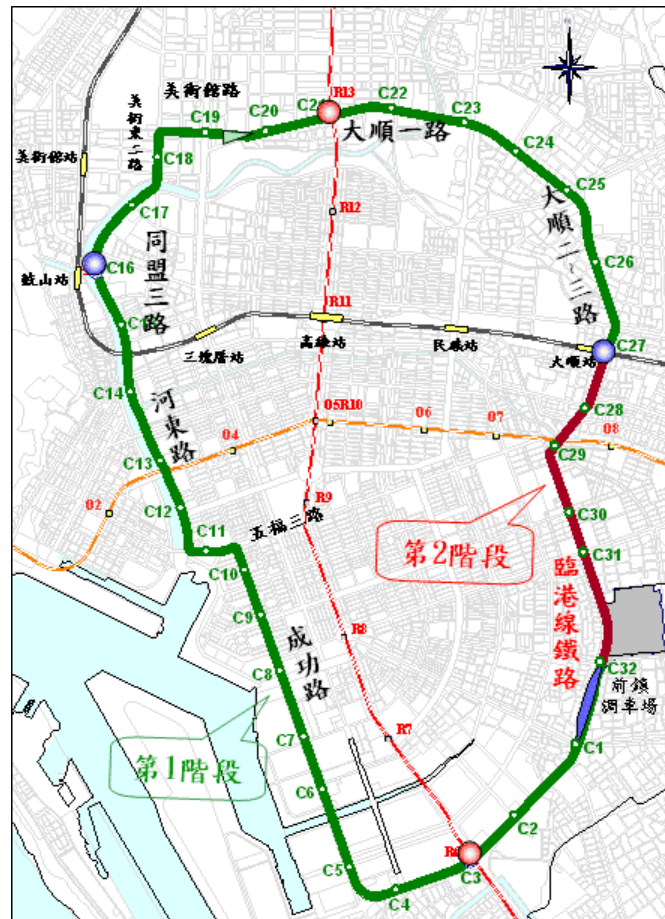 美術館路
R13
C22
C19
C20
C21
大順一路
C23
美術東二路
C24
美術館站
C18
C25
C17
R12
大順二~三路
同盟三路
C16
C26
鼓山站
R11
C15
三塊厝站
高雄站
民族站
大順站
C27
C14
河東路
C28
O5R10
O6
O7
O8
O4
C29
C13
R9
O2
C12
五福三路
C30
C11
第2階段
C31
C10
臨港線鐵路
C9
成功路
R8
C32
C8
前鎮
調車場
C7
R7
C1
第1階段
C6
C2
R6
C5
C3
C4